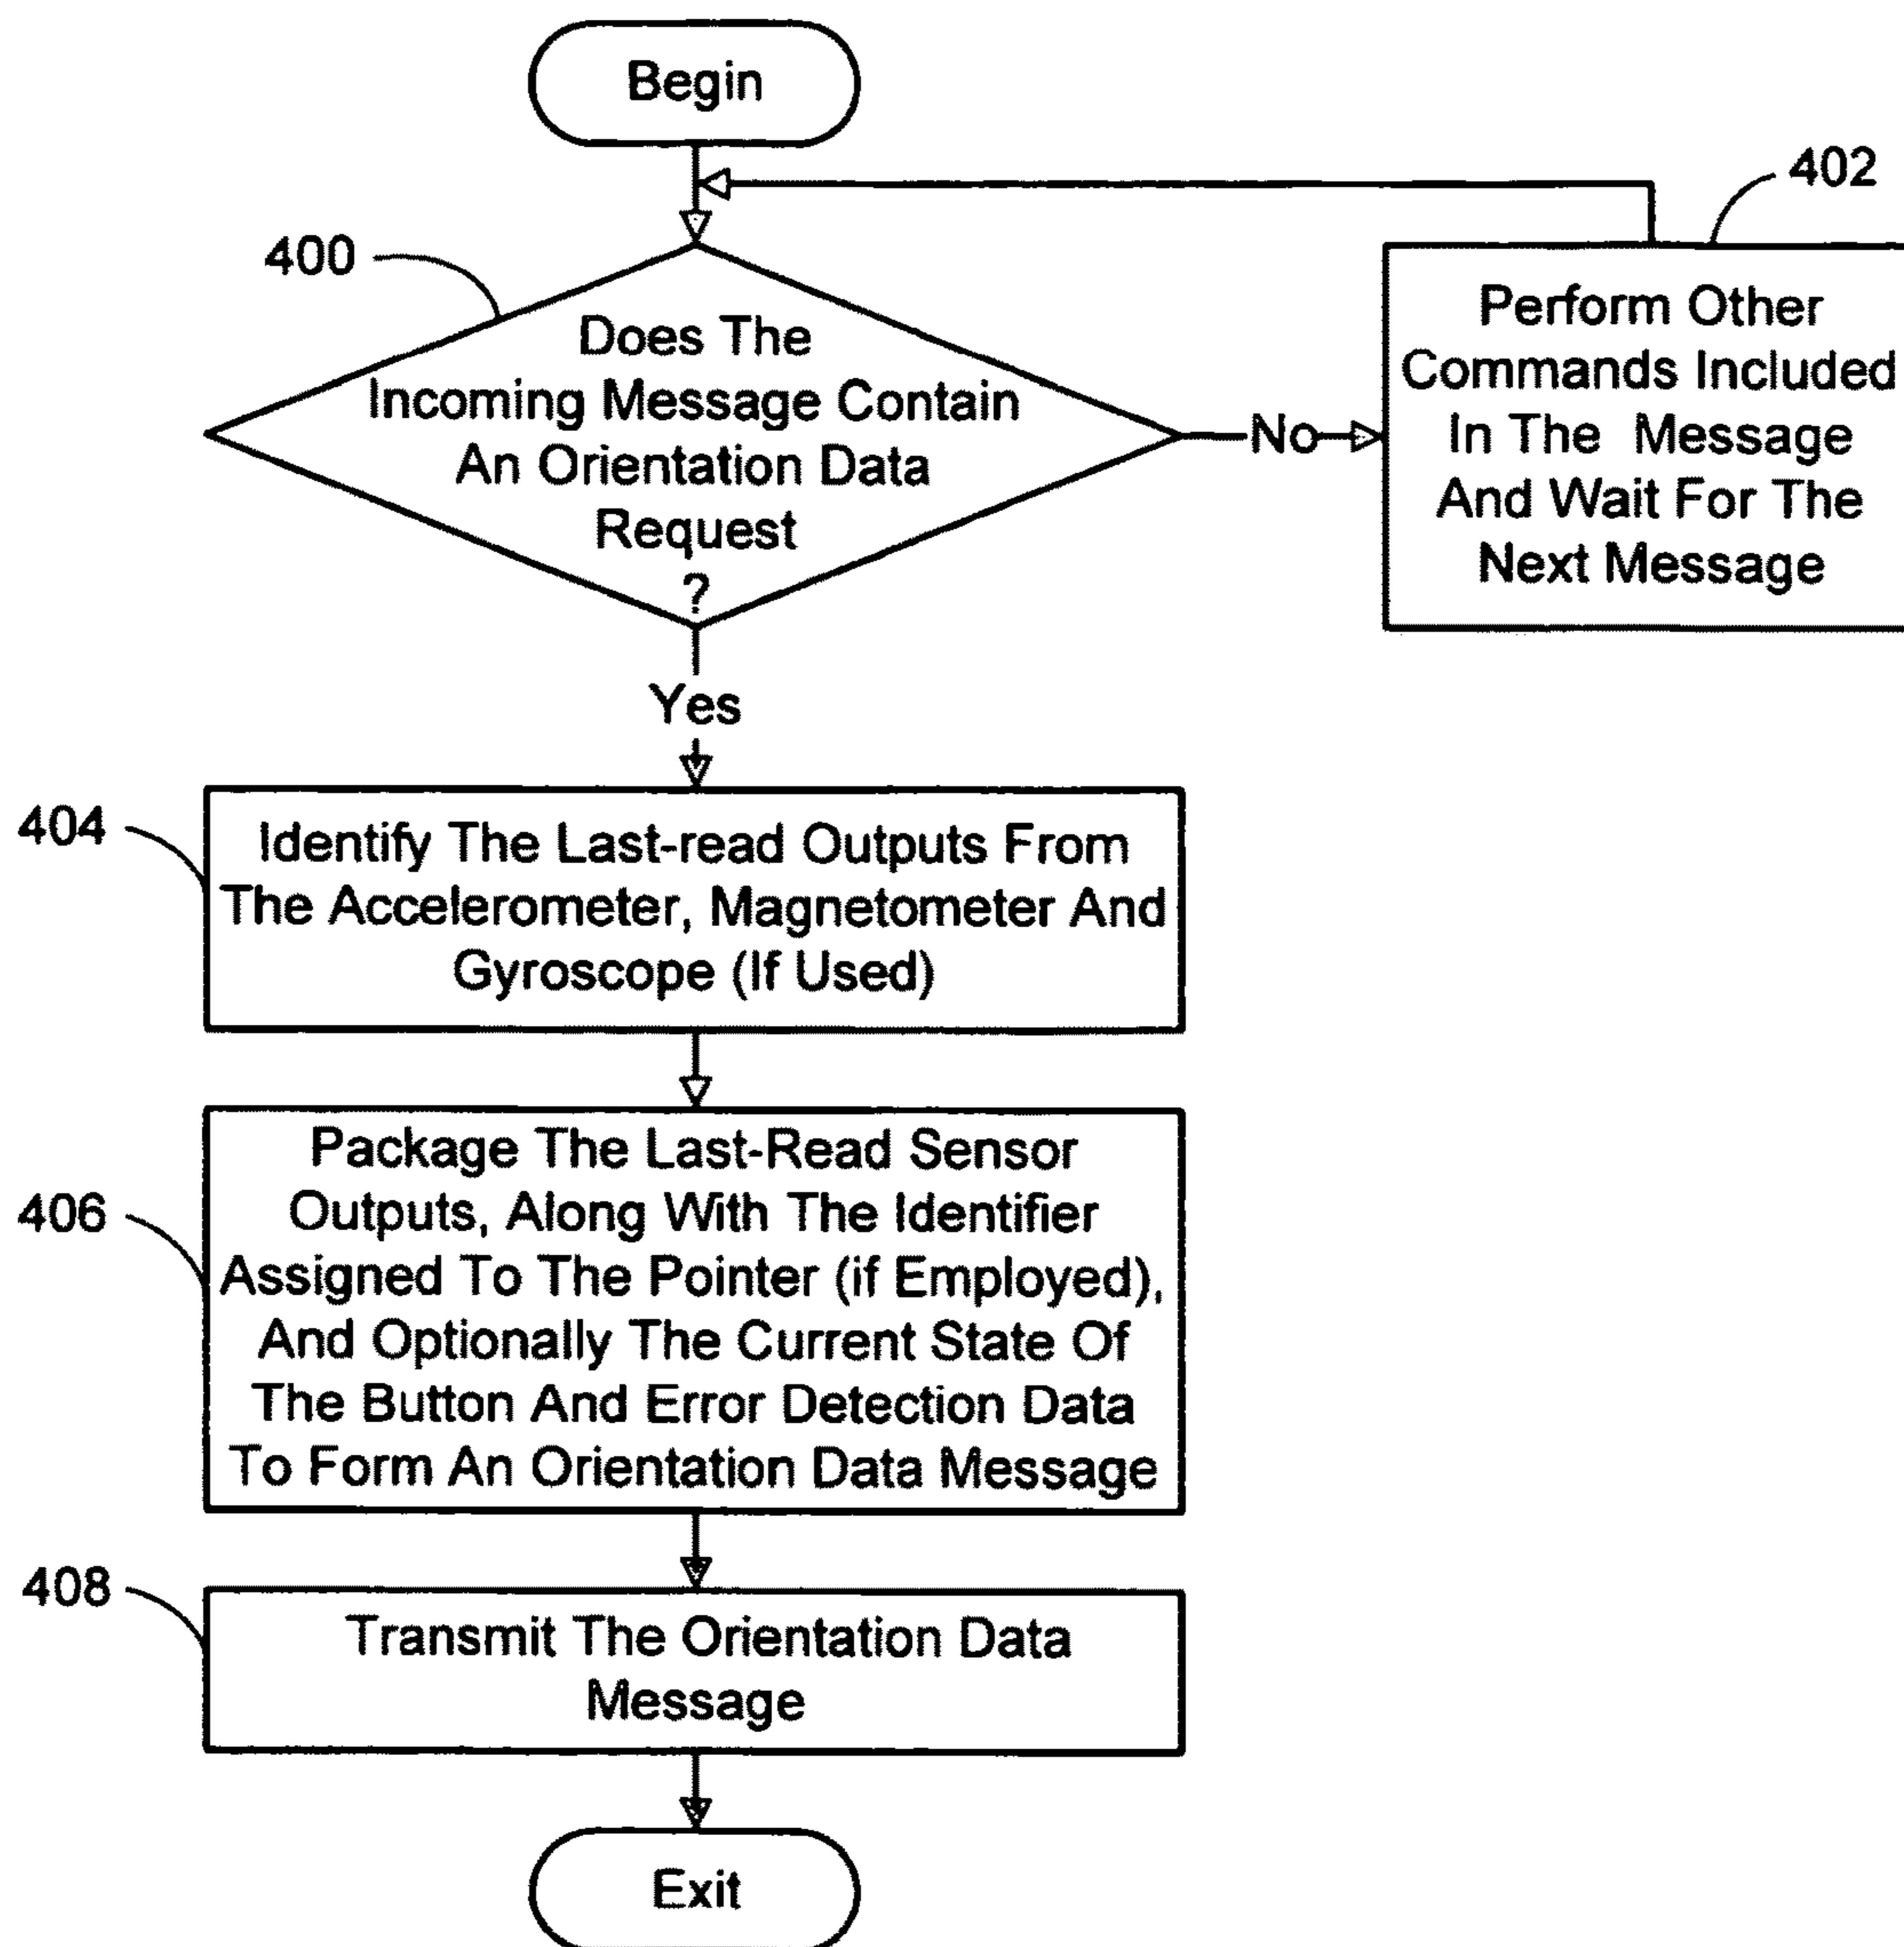 Begin
402
400
Does The
Incoming Message Contain
An Orientation Data
Request
?
No
Perform Other
Commands Included
In The Message
And Wait For The
Next Message
Yes
404
Identify The Last-read Outputs From
The Accelerometer, Magnetometer And
Gyroscope (If Used)
406
Package The Last-Read Sensor
Outputs, Along With The Identifier
Assigned To The Pointer (if Employed),
And Optionally The Current State Of
The Button And Error Detection Data
To Form An Orientation Data Message
408
Transmit The Orientation Data
Message
Exit